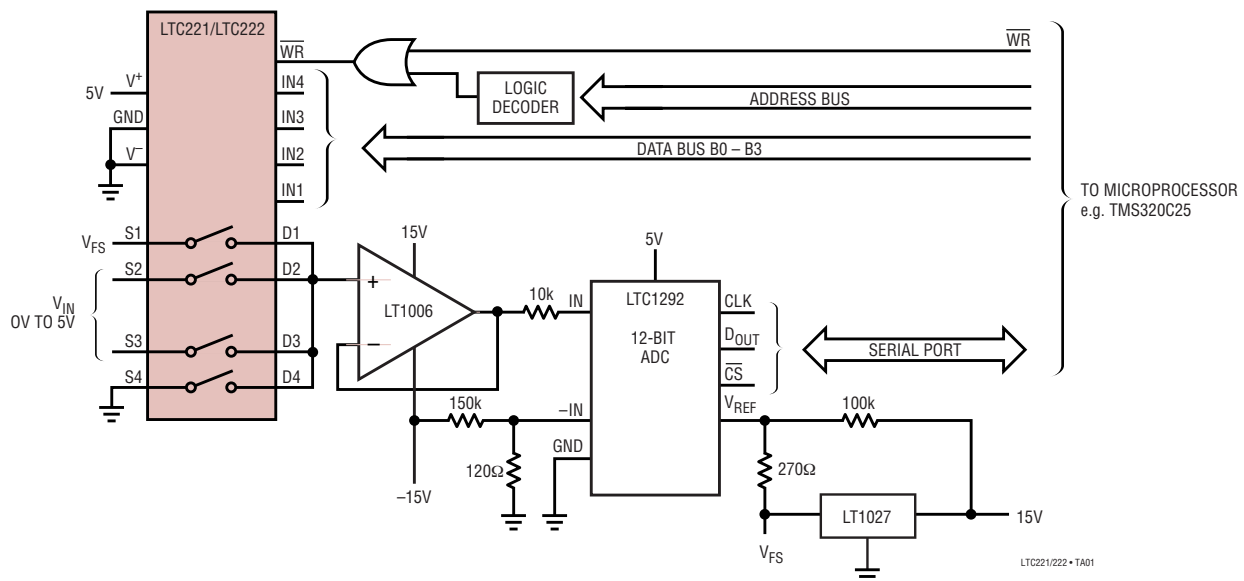 LTC221/LTC222
WR
WR
V+
5V
IN4
LOGIC
DECODER
ADDRESS BUS
GND
IN3
V–
IN2
DATA BUS B0 – B3
IN1
TO MICROPROCESSOR
e.g. TMS320C25
VFS
S1
D1
15V
5V
S2
D2
+
10k
IN
LTC1292
CLK
VIN
0V TO 5V
LT1006
12-BIT
ADC
DOUT
SERIAL PORT
S3
D3
–
CS
S4
D4
150k
–IN
VREF
100k
GND
120Ω
270Ω
–15V
LT1027
15V
VFS
LTC221/222 • TA01